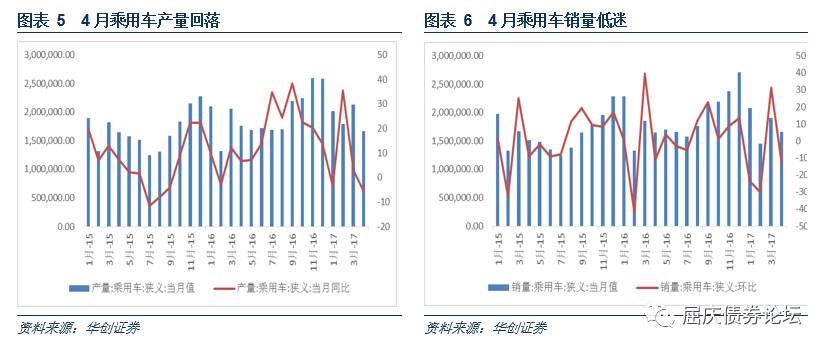 图表 5 4月乘用车产量回落
3,000,000.00
2,500,000.00
2,000,000.00
1,500,000.00
1,000,000.00
500,000.00
0.00
50
40
30
20
10
0
-10
-20
1月-15
3月-15
5月-15
7月-15
9月-15
11月-15
1月-16
3月-16
5月-16
7月-16
9月-16
11月-16
1月-17
3月-17
产量:乘用车:狭义:当月值
产量:乘用车:狭义:当月同比
资料来源：华创证券
图表 6 4月乘用车销量低迷
3,000,000.00
2,500,000.00
2,000,000.00
1,500,000.00
1,000,000.00
500,000.00
0.00
50
40
30
20
10
0
-10
-20
-30
-40
-50
1月-15
3月-15
5月-15
7月-15
9月-15
11月-15
1月-16
3月-16
5月-16
7月-16
9月-16
11月-16
1月-17
3月-17
销量:乘用车:狭义:当月值
销量:乘用车:狭义:环比
资料来源：华创证券
屈庆债券论坛